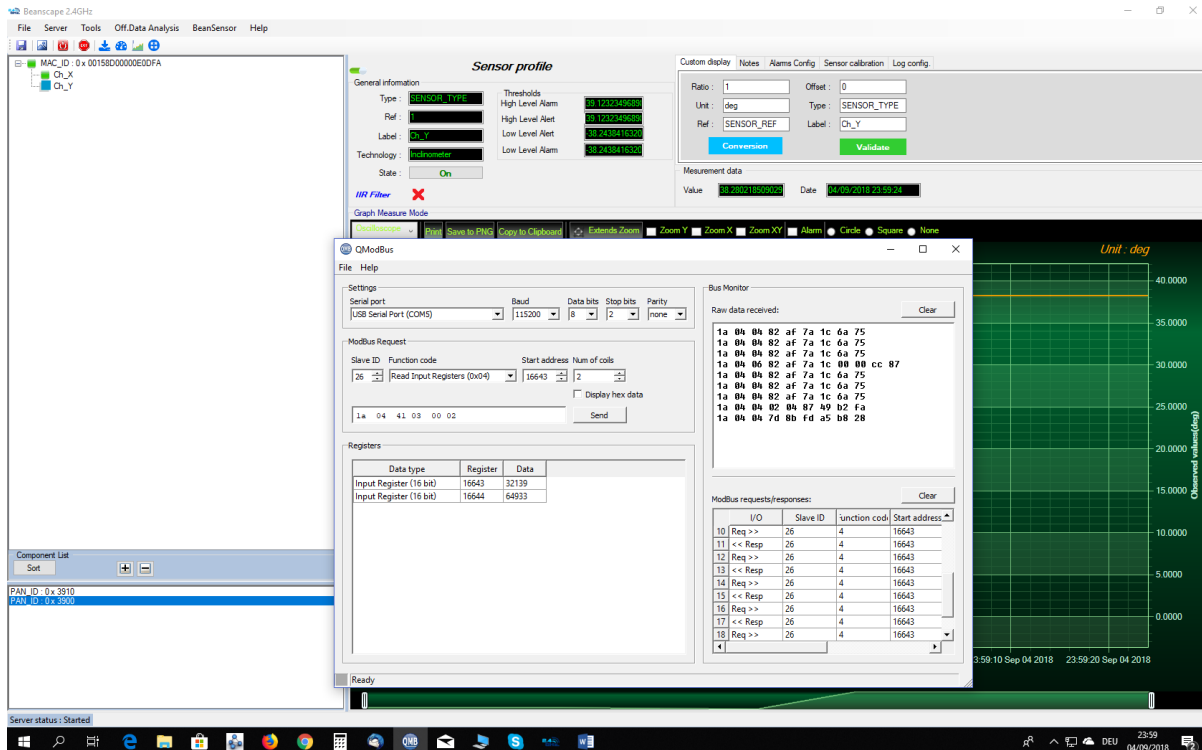 Beanscape 2.4GHz
File Server Tools Off.Data Analysis BeanSensor Help
MAC_ID : 0 x 00158D00000E0DFA
Ch_X
Ch_Y
Sensor profile
General information
Type : SENSOR_TYPE
Ref : 1
Label : Ch_Y
Technology : Inclinometer
State : On
Thresholds
High Level Alarm 39.1232349689
High Level Alert 39.1232349689
Low Level Alert -38.2438416320
Low Level Alarm -38.2438416320
IIR Filter
Custom display Notes Alarms Config Sensor calibration Log config.
Ratio : 1 Offset : 0
Unit : deg Type : SENSOR_TYPE
Ref : SENSOR_REF Label : Ch_Y
Conversion Validate
Mesurement data
Value 38.280218509029 Date 04/09/2018 23:59:24
Graph Measure Mode
Oscilloscope Print Save to PNG Copy to Clipboard Extends Zoom Zoom Y Zoom X Zoom XY Alarm Circle Square None
Unit : deg
40.0000
35.0000
30.0000
25.0000
20.0000
15.0000
10.0000
5.0000
0.0000
Observed values(deg)
3:59:10 Sep 04 2018 23:59:20 Sep 04 2018
QModBus
File Help
Settings
Serial port Baud Data bits Stop bits Parity
USB Serial Port (COM5) 115200 8 2 none
ModBus Request
Slave ID Function code Start address Num of coils
26 Read Input Registers (0x04) 16643 2
Display hex data
1a 04 41 03 00 02 Send
Registers
Data type Register Data
Input Register (16 bit) 16643 32139
Input Register (16 bit) 16644 64933
Bus Monitor
Raw data received: Clear
1a 04 04 82 af 7a 1c 6a 75
1a 04 04 82 af 7a 1c 6a 75
1a 04 04 82 af 7a 1c 6a 75
1a 04 06 82 af 7a 1c 00 00 cc 87
1a 04 04 82 af 7a 1c 6a 75
1a 04 04 82 af 7a 1c 6a 75
1a 04 04 82 af 7a 1c 6a 75
1a 04 04 02 04 87 49 b2 fa
1a 04 04 7d 8b fd a5 b8 28
ModBus requests/responses: Clear
I/O Slave ID unction code Start address
10 Req >> 26 4 16643
11 << Resp 26 4 16643
12 Req >> 26 4 16643
13 << Resp 26 4 16643
14 Req >> 26 4 16643
15 << Resp 26 4 16643
16 Req >> 26 4 16643
17 << Resp 26 4 16643
18 Req >> 26 4 16643
Ready
Component List
Sort
PAN_ID : 0 x 3910
PAN_ID : 0 x 3900
Server status : Started
QMB
DEU
23:59
04/09/2018
2